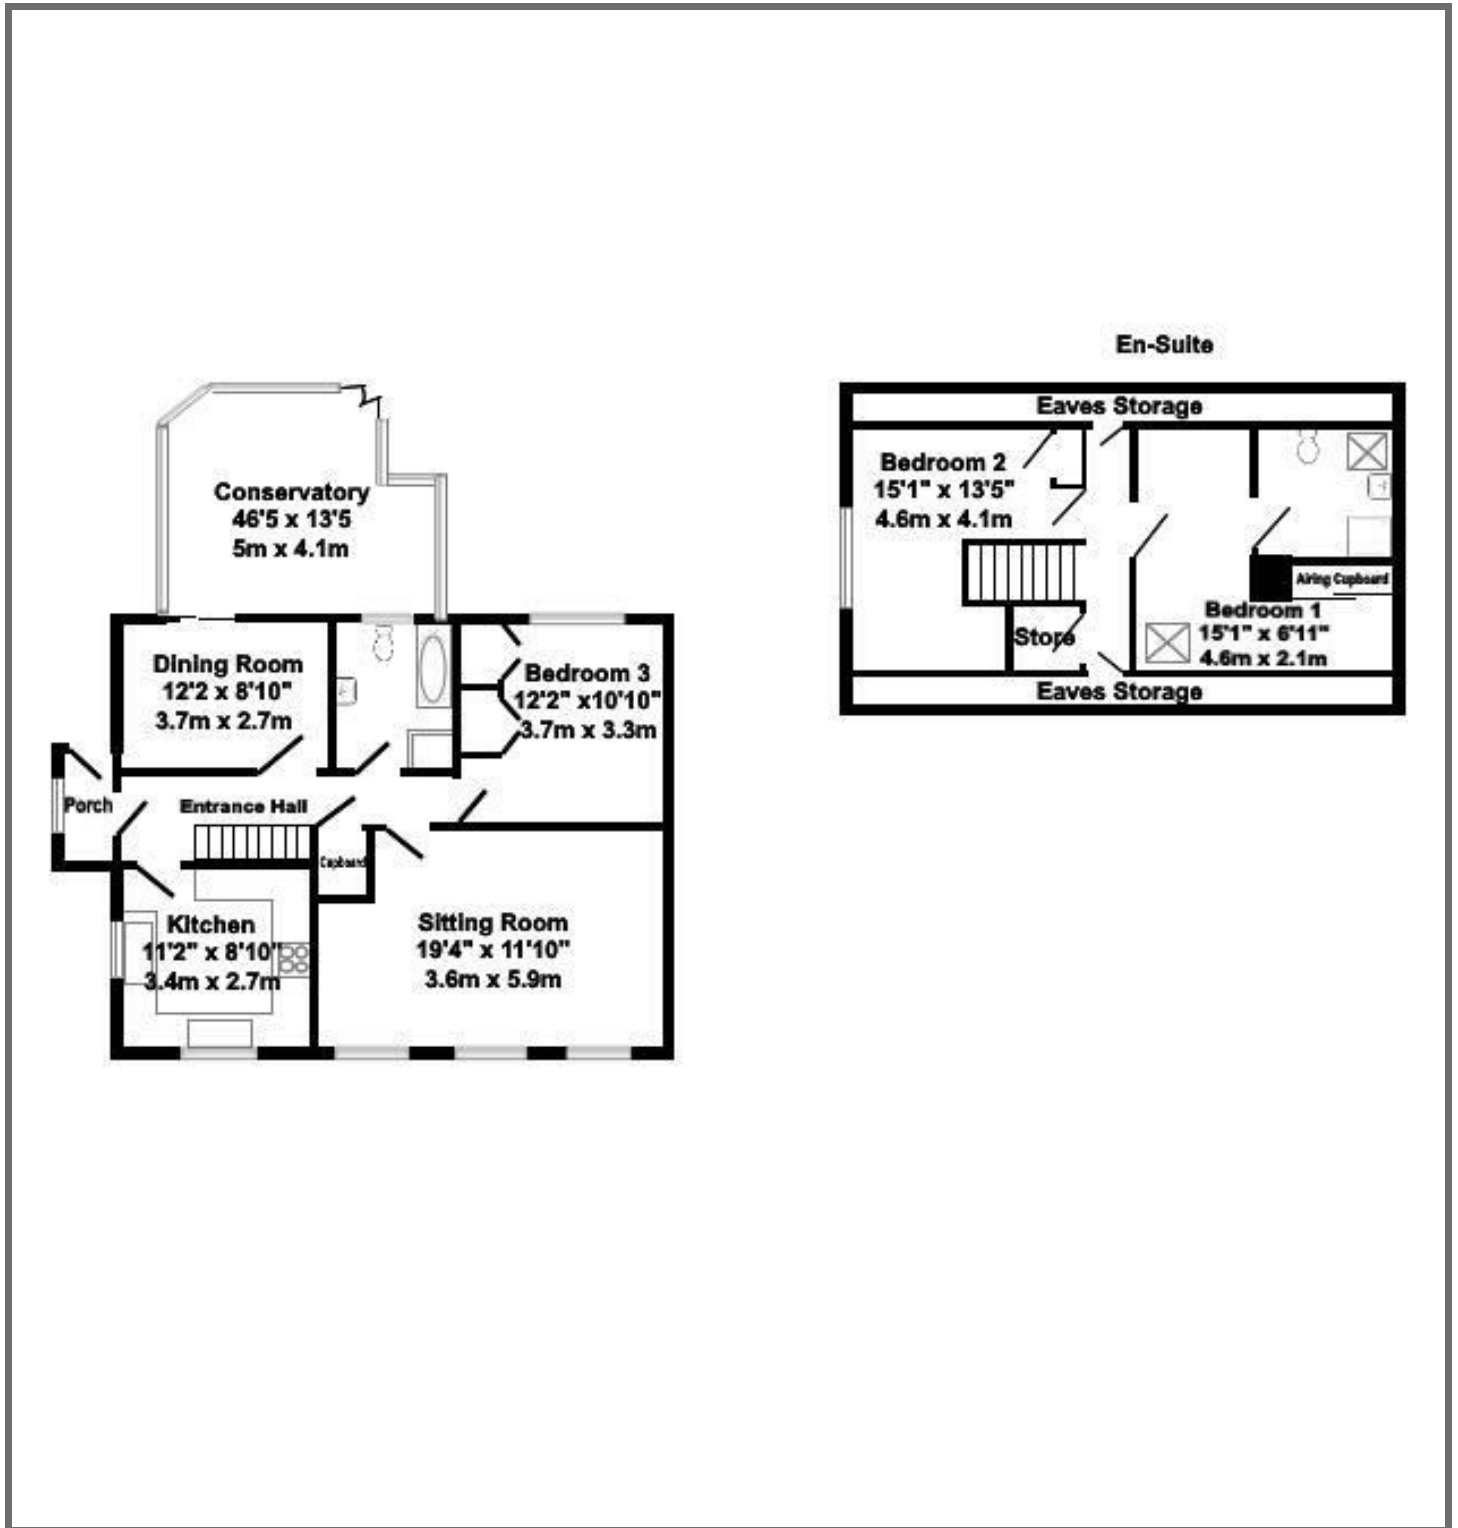 Conservatory
46'5 x 13'5
5m x 4.1m
Dining Room
12'2 x 8'10"
3.7m x 2.7m
Bedroom 3
12'2" x10'10"
3.7m x 3.3m
Porch
Entrance Hall
Cupboard
Kitchen
11'2" x 8'10"
3.4m x 2.7m
Sitting Room
19'4" x 11'10"
3.6m x 5.9m
En-Suite
Eaves Storage
Bedroom 2
15'1" x 13'5"
4.6m x 4.1m
Airing Cupboard
Bedroom 1
15'1" x 6'11"
4.6m x 2.1m
Store
Eaves Storage